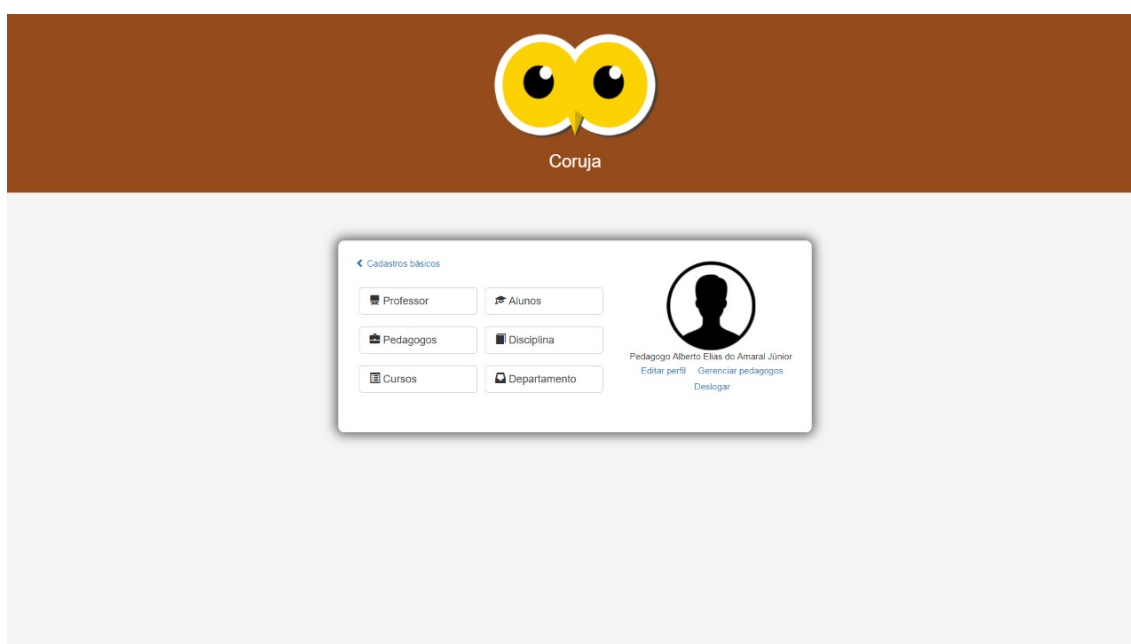 Coruja
Cadastros básicos
Professor
Alunos
Pedagogos
Disciplina
Cursos
Departamento
Pedagogo Alberto Elias do Amaral Júnior
Editar perfil Gerenciar pedagogos
Deslogar